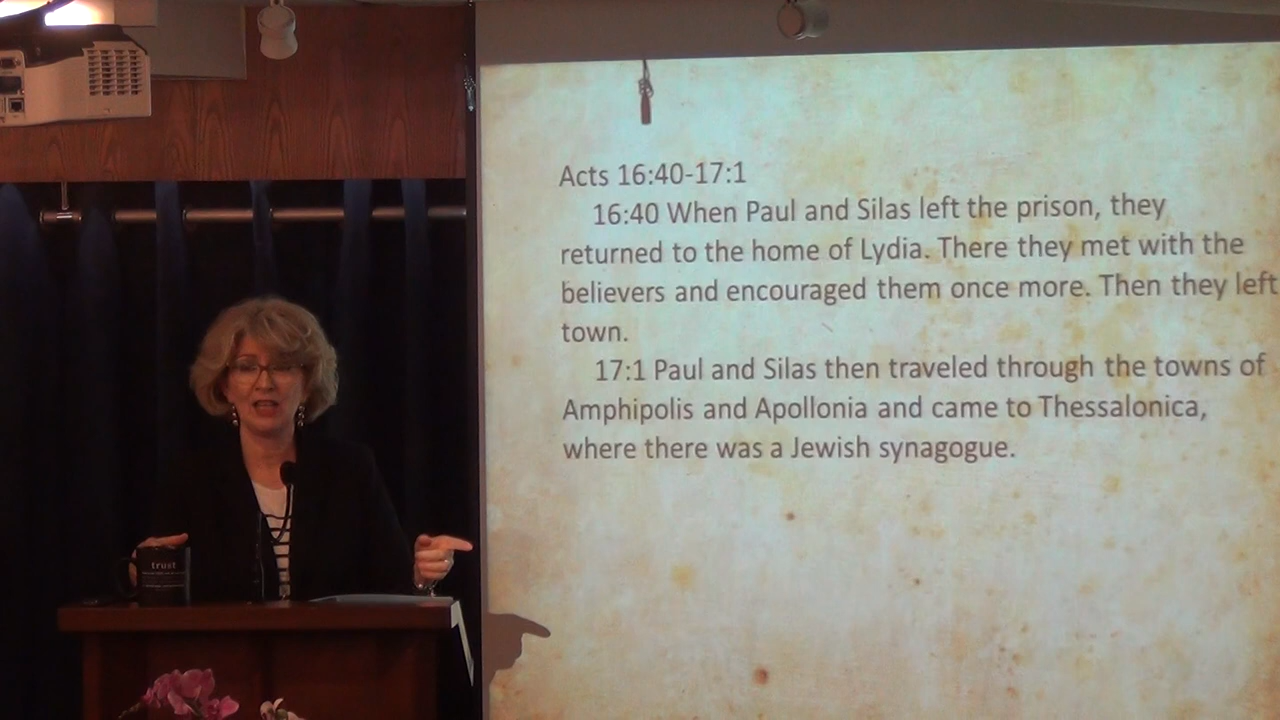 Acts 16:40-17:1
16:40 When Paul and Silas left the prison, they
returned to the home of Lydia. There they met with the
believers and encouraged them once more. Then they left
town.
17:1 Paul and Silas then traveled through the towns of
Amphipolis and Apollonia and came to Thessalonica,
where there was a Jewish synagogue.
trust